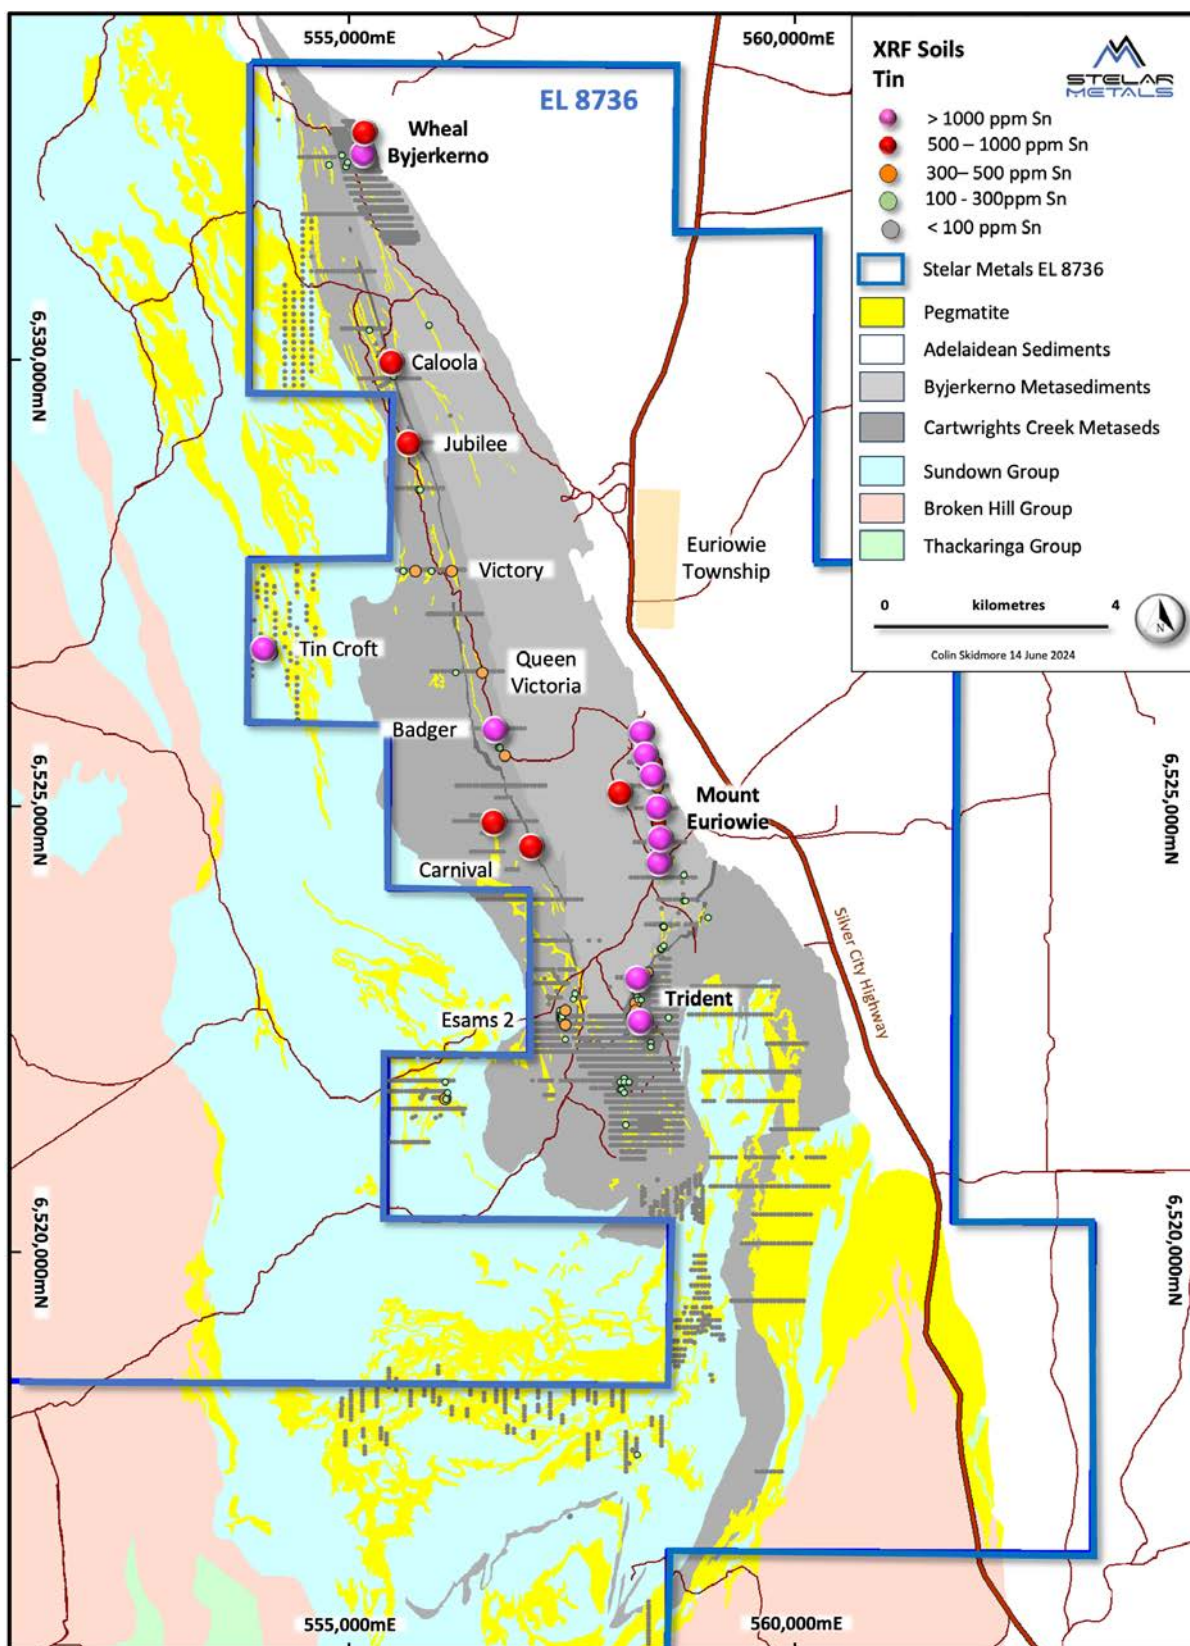 555,000mE
560,000mE
EL 8736
XRF Soils
Tin
STELAR
METALS
> 1000 ppm Sn
500 – 1000 ppm Sn
300– 500 ppm Sn
100 - 300ppm Sn
< 100 ppm Sn
Stelar Metals EL 8736
Pegmatite
Adelaidean Sediments
Byjerkerno Metasediments
Cartwrights Creek Metaseds
Sundown Group
Broken Hill Group
Thackaringa Group
0 kilometres 4
N
Colin Skidmore 14 June 2024
Wheal
Byjerkerno
6,530,000mN
Caloola
Jubilee
Euriowie
Township
Victory
Tin Croft
Queen
Victoria
Badger
6,525,000mN
Mount
Euriowie
6,525,000mN
Carnival
Silver City Highway
Trident
Esams 2
6,520,000mN
6,520,000mN
555,000mE
560,000mE